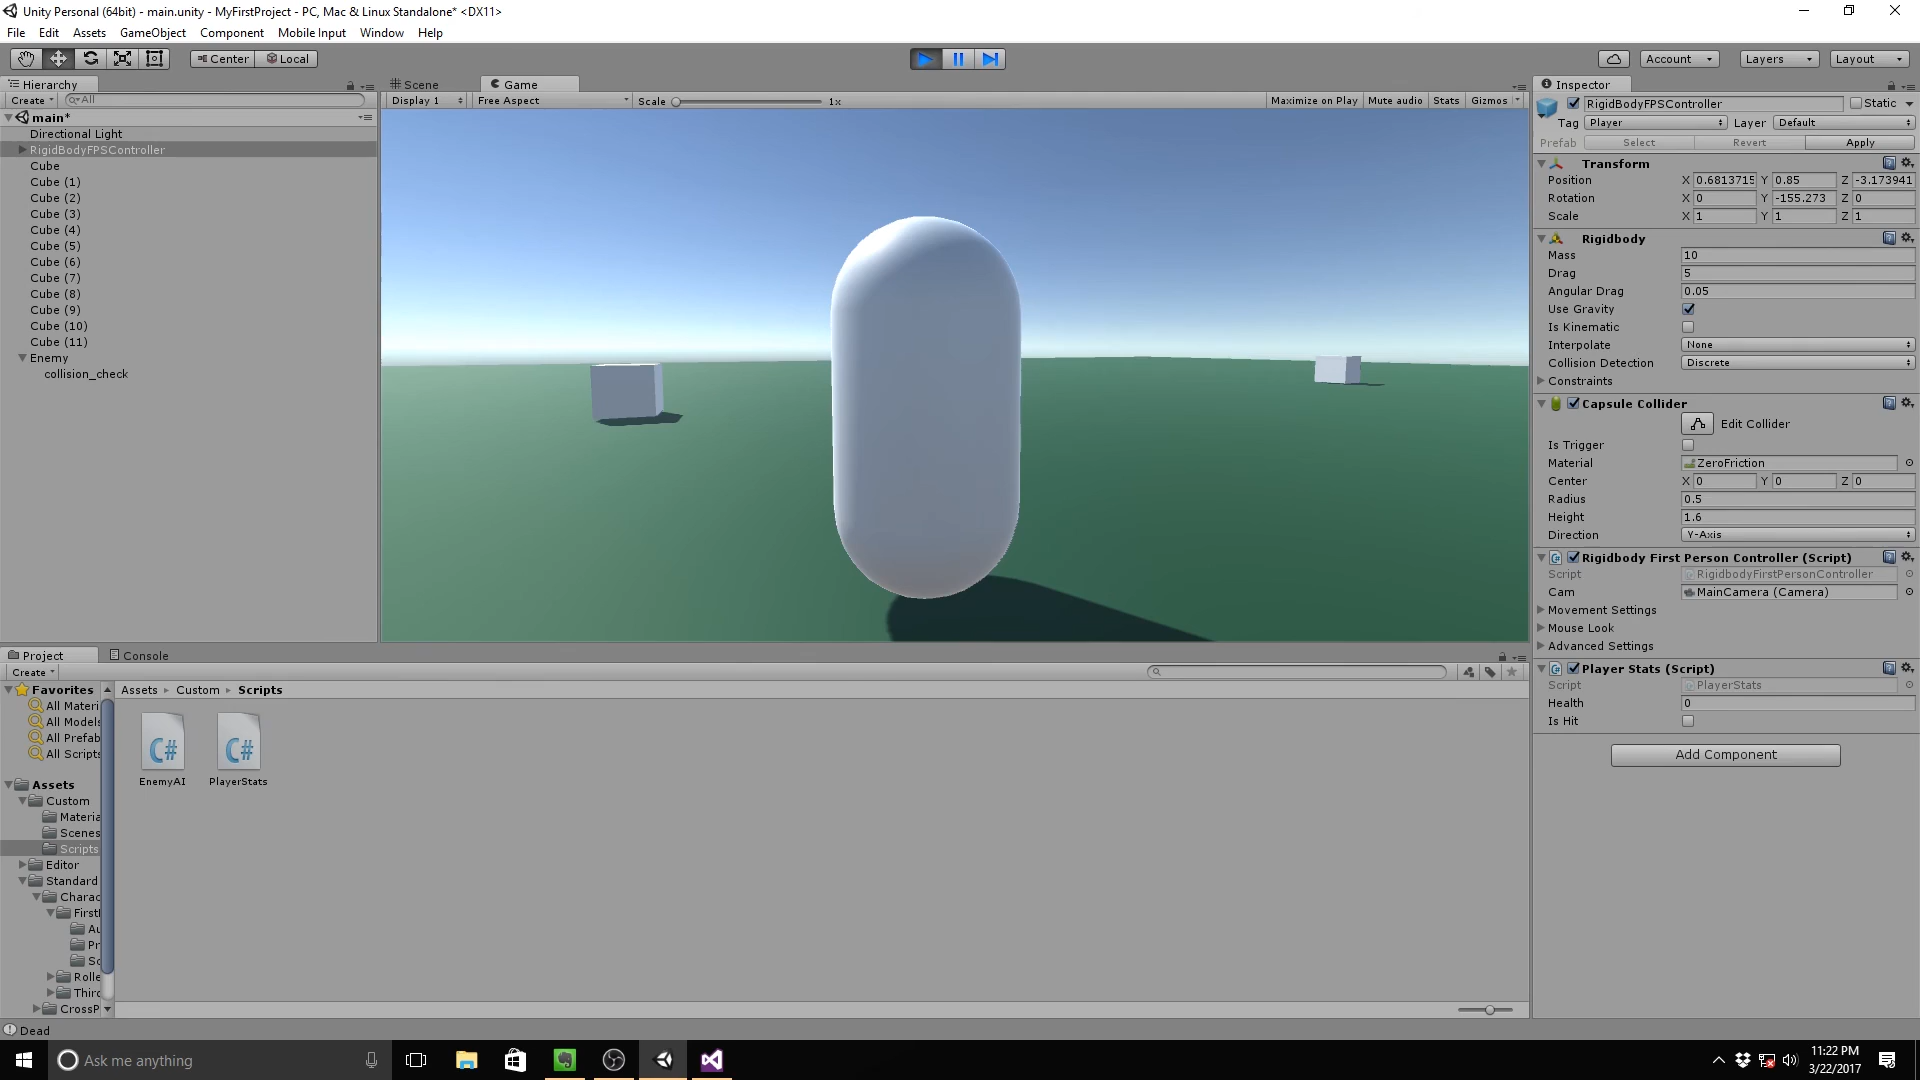 Unity Personal (64bit) - main.unity - MyFirstProject - PC, Mac & Linux Standalone* <DX11>
File Edit Assets GameObject Component Mobile Input Window Help
Center Local
Account Layers Layout
Hierarchy
Create All
main*
Directional Light
RigidBodyFPSController
Cube
Cube (1)
Cube (2)
Cube (3)
Cube (4)
Cube (5)
Cube (6)
Cube (7)
Cube (8)
Cube (9)
Cube (10)
Cube (11)
Enemy
collision_check
Scene Game
Display 1 Free Aspect Scale 1x Maximize on Play Mute audio Stats Gizmos
Inspector
RigidBodyFPSController Static
Tag Player Layer Default
Prefab Select Revert Apply
Transform
Position X 0.6813715 Y 0.85 Z -3.173941
Rotation X 0 Y -155.273 Z 0
Scale X 1 Y 1 Z 1
Rigidbody
Mass 10
Drag 5
Angular Drag 0.05
Use Gravity
Is Kinematic
Interpolate None
Collision Detection Discrete
Constraints
Capsule Collider
Edit Collider
Is Trigger
Material ZeroFriction
Center X 0 Y 0 Z 0
Radius 0.5
Height 1.6
Direction Y-Axis
Rigidbody First Person Controller (Script)
Script RigidbodyFirstPersonController
Cam MainCamera (Camera)
Movement Settings
Mouse Look
Advanced Settings
Player Stats (Script)
Script PlayerStats
Health 0
Is Hit
Add Component
Project Console
Create
Favorites
All Materi
All Models
All Prefab
All Scripts
Assets
Custom
Materia
Scenes
Scripts
Editor
Standard
Charac
First
Au
Pr
Sc
Rolle
Thirc
CrossP
Assets Custom Scripts
C# C#
EnemyAI PlayerStats
Dead
Ask me anything
11:22 PM
3/22/2017